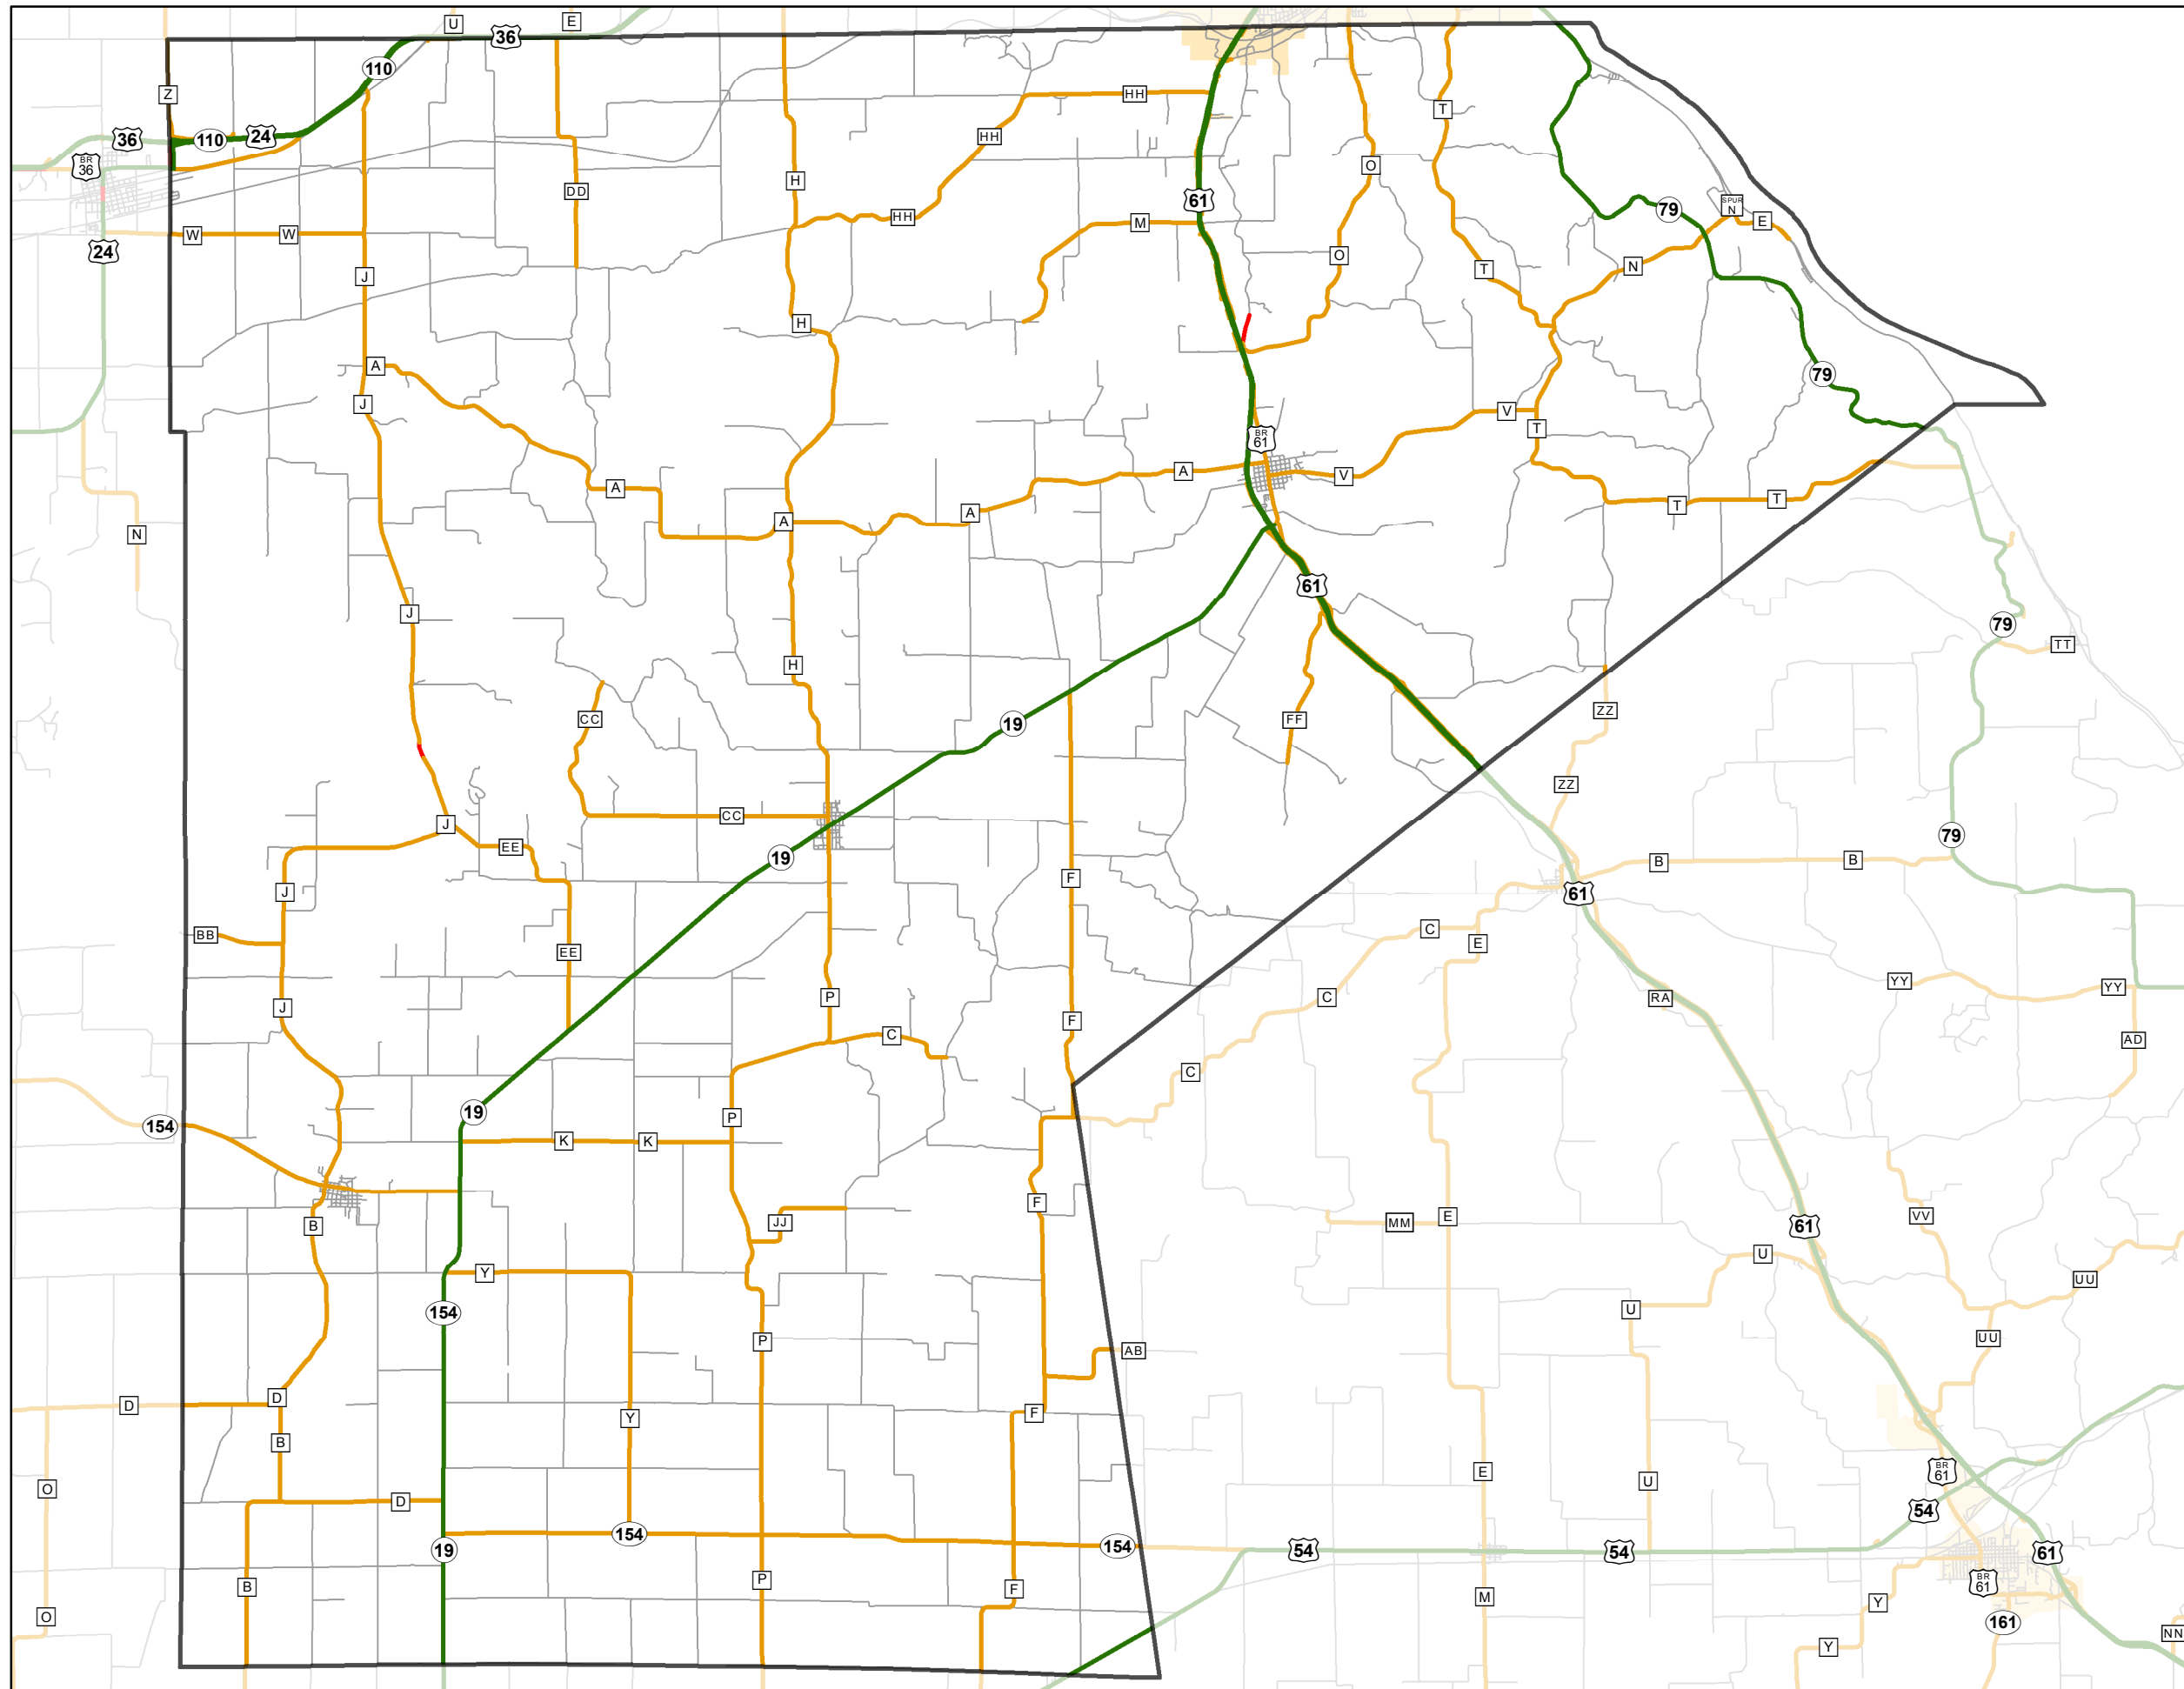 U
E
36
110
Z
HH
T
36
110
24
HH
BR
36
O
DD
H
61
SPUR
N
79
HH
M
E
W
W
24
O
N
T
J
H
A
79
J
V
T
BR
61
A
V
A
T
T
A
A
N
61
J
79
TT
H
ZZ
CC
FF
19
ZZ
CC
J
79
EE
19
B
B
F
J
61
C
BB
E
EE
YY
YY
P
C
RA
J
F
C
AD
C
19
P
154
K
K
F
VV
E
JJ
MM
B
61
U
Y
UU
U
154
UU
P
AB
D
D
F
Y
B
E
BR
61
U
O
D
54
154
154
19
54
54
61
P
BR
61
B
F
M
Y
O
161
NN
Y